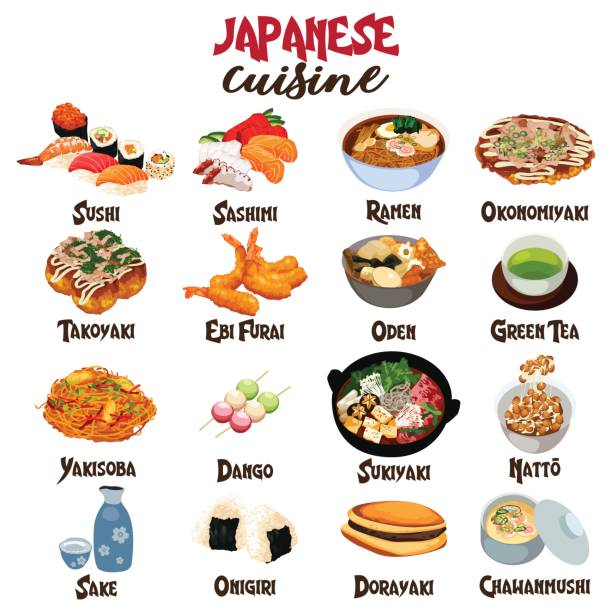 JAPANESE
cuisine
SUSHI
SASHIMI
RAMEN
OKONOMIYAKI
TAKOYAKI
EBI FURAI
ODEN
GREEN TEA
YAKISOBA
DANGO
SUKIYAKI
NATTŌ
SAKE
ONIGIRI
DORAYAKI
CHAWANMUSHI